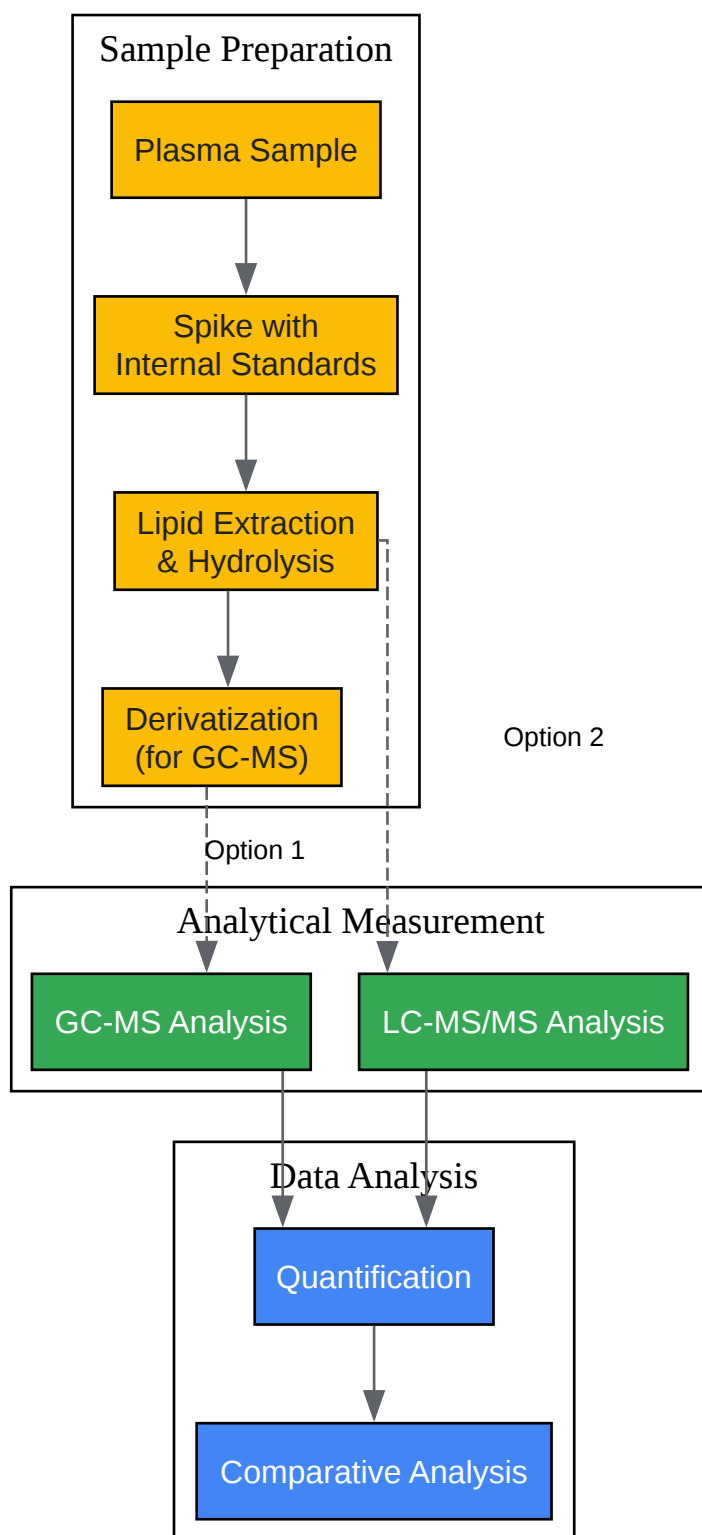 Sample Preparation
Plasma Sample
Spike with
Internal Standards
Lipid Extraction
& Hydrolysis
Derivatization
(for GC-MS)
Option 2
Option 1
Analytical Measurement
GC-MS Analysis
LC-MS/MS Analysis
Data Analysis
Quantification
Comparative Analysis